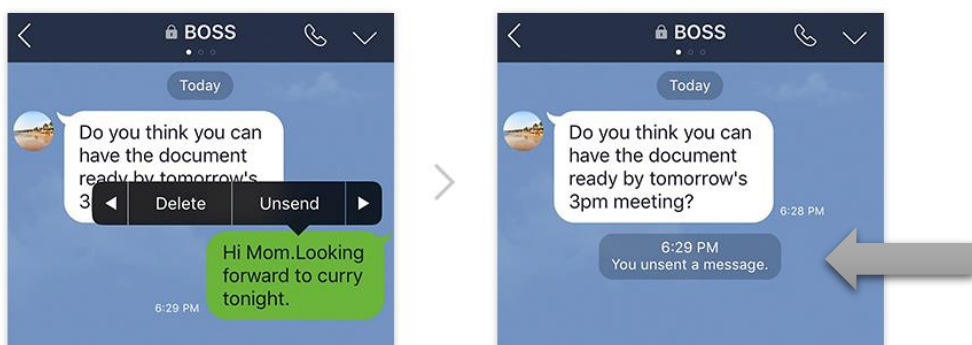 BOSS
Today
Do you think you can
have the document
ready by tomorrow's
3
Delete Unsend
Hi Mom.Looking
forward to curry
tonight.
6:29 PM
BOSS
Today
Do you think you can
have the document
ready by tomorrow's
3pm meeting?
6:28 PM
6:29 PM
You unsent a message.